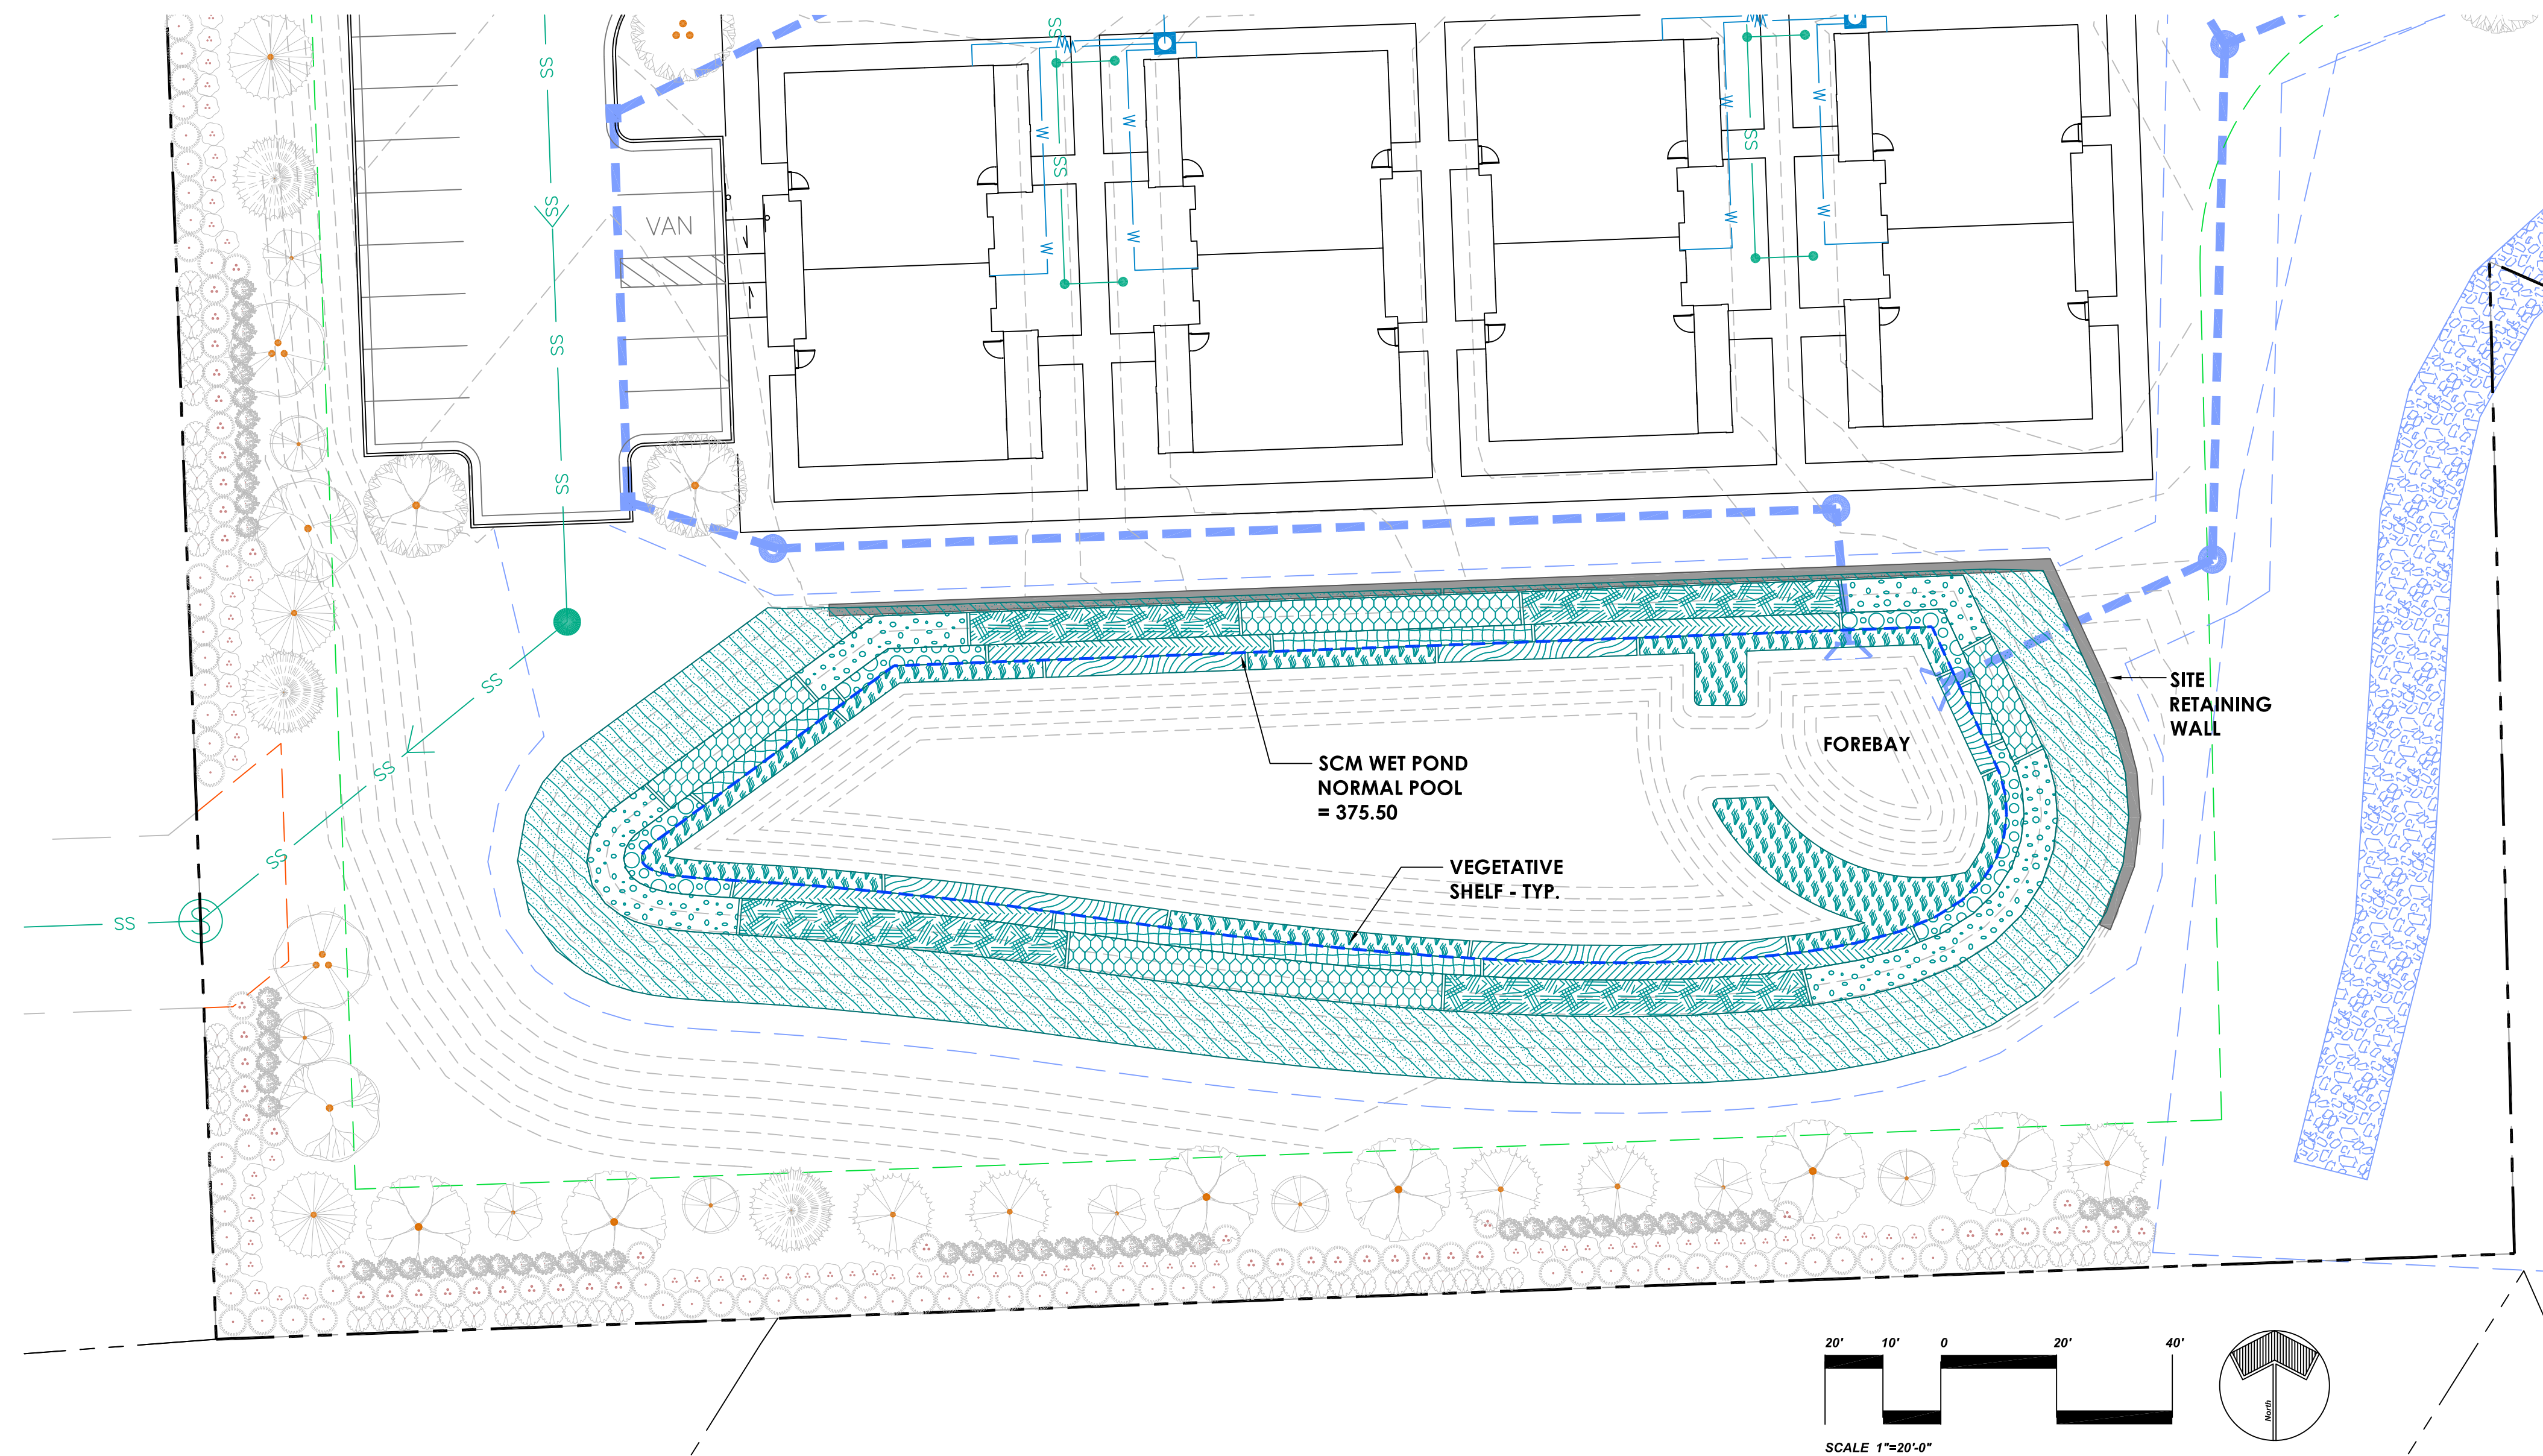 SS
SS
W
W
SS
W
W
W
SS
W
W
SS
W
W
SS
VAN
SS
SS
SS
SS
SS
SS
SS
S
SITE
RETAINING
WALL
FOREBAY
SCM WET POND
NORMAL POOL
= 375.50
VEGETATIVE
SHELF - TYP.
20' 10' 0 20' 40'
SCALE 1"=20'-0"
North